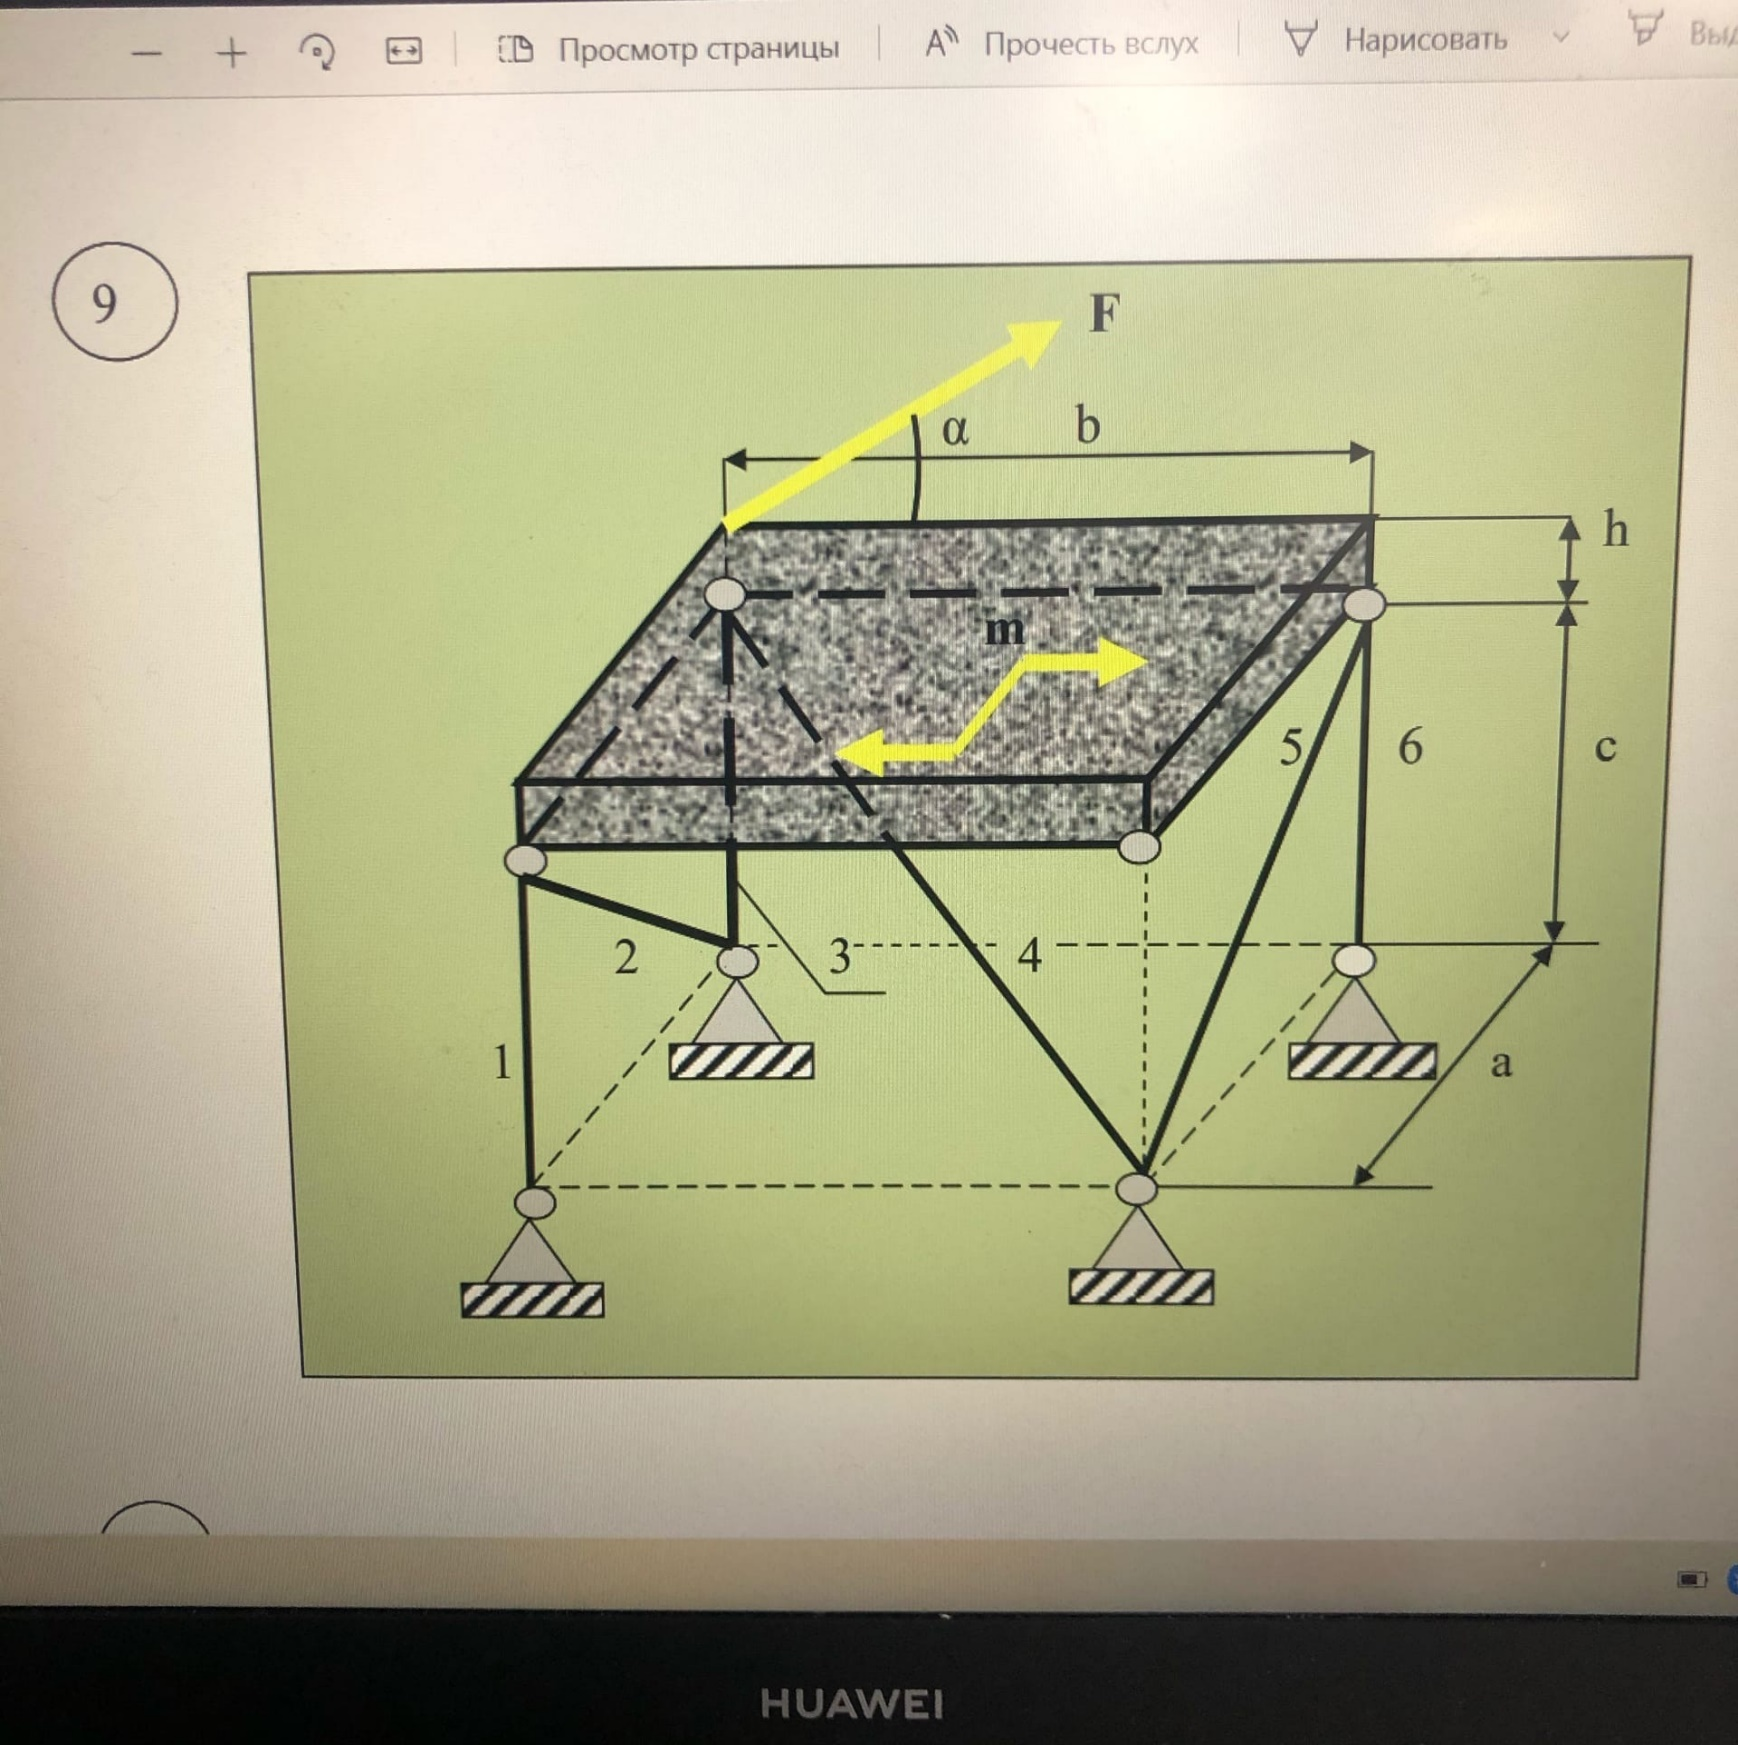 Просмотр страницы
A Прочесть вслух
Нарисовать
9
F
α
b
h
m
5
6
c
2
3
4
1
a
HUAWEI